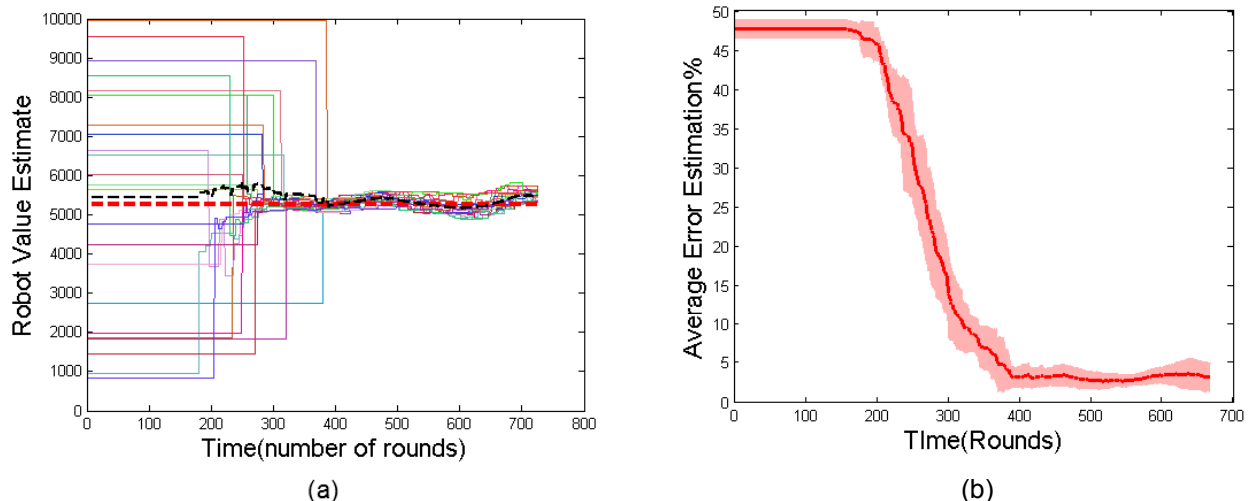 10000
9000
8000
7000
6000
5000
4000
3000
2000
1000
0
Robot Value Estimate
0 100 200 300 400 500 600 700 800
Time(number of rounds)
(a)
50
45
40
35
30
25
20
15
10
5
0
Average Error Estimation%
0 100 200 300 400 500 600 700
TIme(Rounds)
(b)